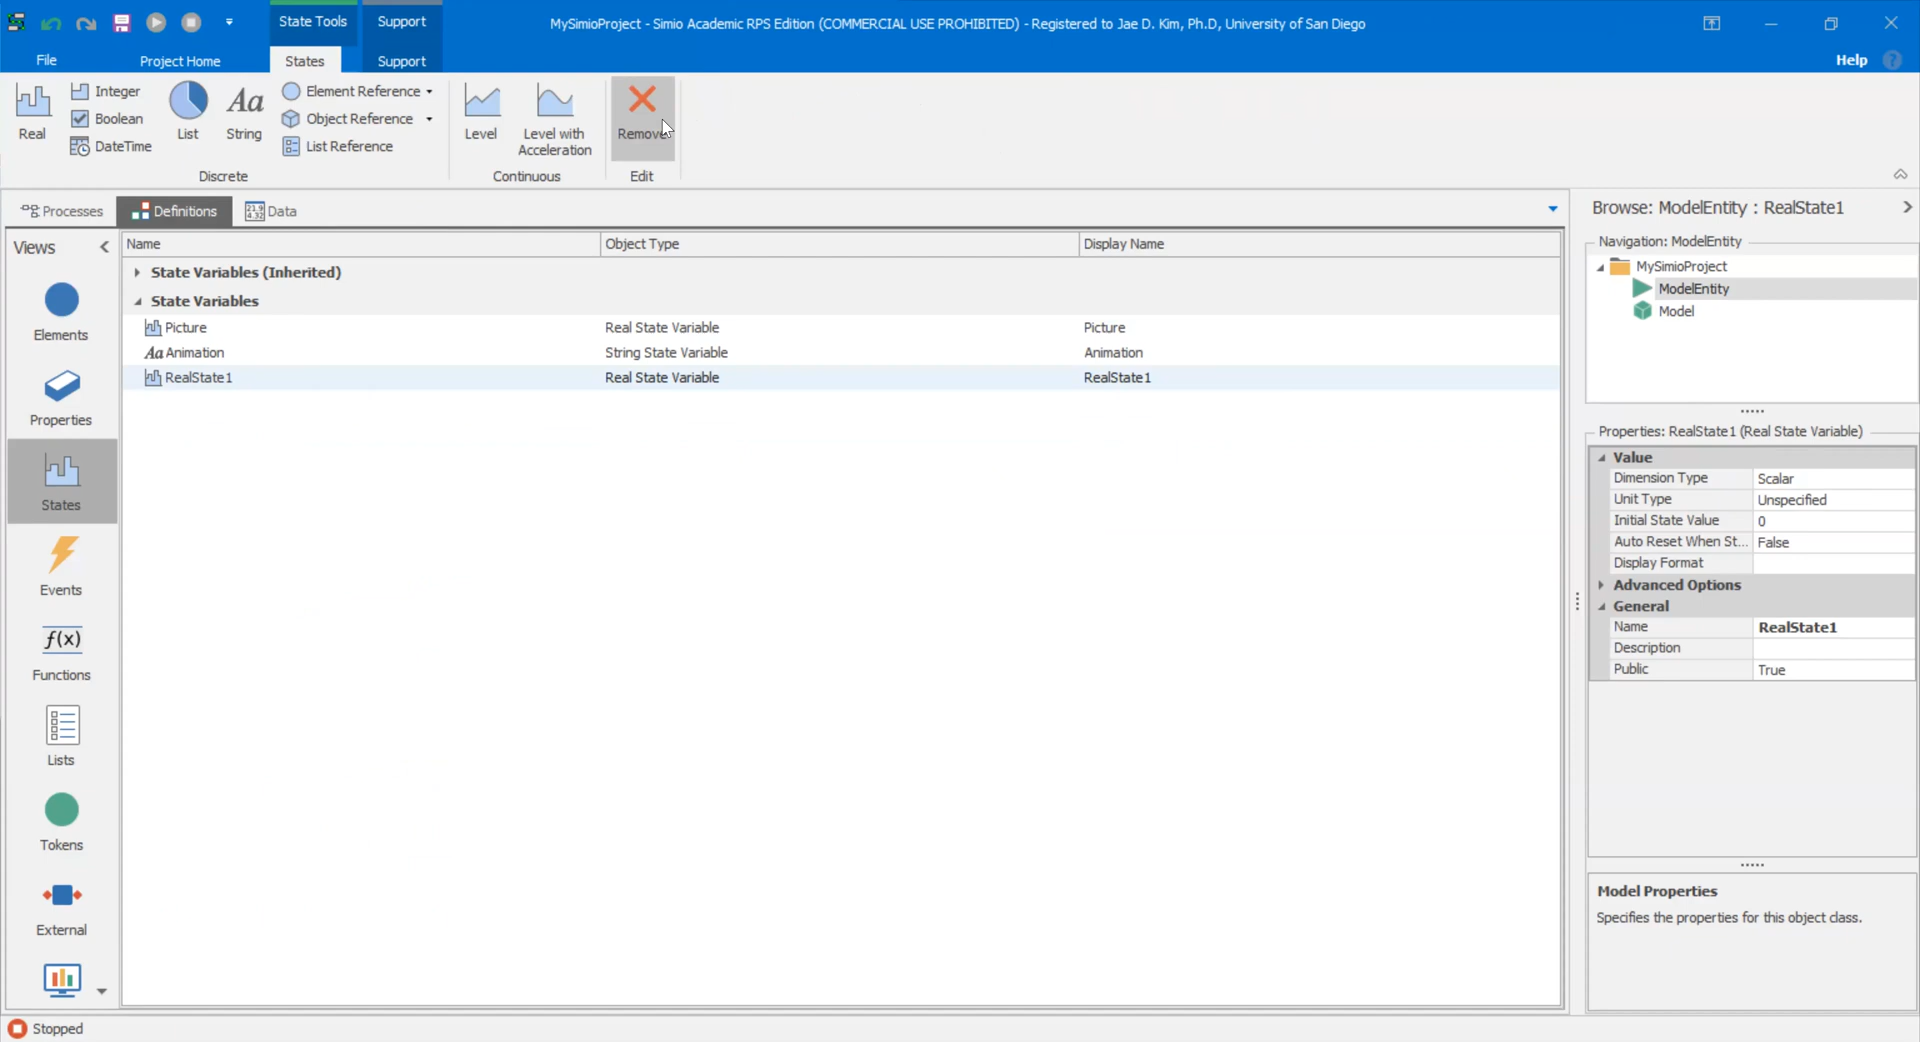 State Tools
Support
MySimioProject - Simio Academic RPS Edition (COMMERCIAL USE PROHIBITED) - Registered to Jae D. Kim, Ph.D, University of San Diego
File
Project Home
States
Support
Help
?
Real
Integer
Boolean
DateTime
List
Aa
String
Element Reference
Object Reference
List Reference
Discrete
Level
Level with
Acceleration
Continuous
Remove
Edit
Processes
Definitions
Data
Views
Elements
Properties
States
Events
f(x)
Functions
Lists
Tokens
External
Name Object Type Display Name
State Variables (Inherited)
State Variables
Picture Real State Variable Picture
Aa Animation String State Variable Animation
RealState1 Real State Variable RealState1
Browse: ModelEntity : RealState1
Navigation: ModelEntity
MySimioProject
ModelEntity
Model
Properties: RealState1 (Real State Variable)
Value
Dimension Type Scalar
Unit Type Unspecified
Initial State Value 0
Auto Reset When St... False
Display Format
Advanced Options
General
Name RealState1
Description
Public True
Model Properties
Specifies the properties for this object class.
Stopped